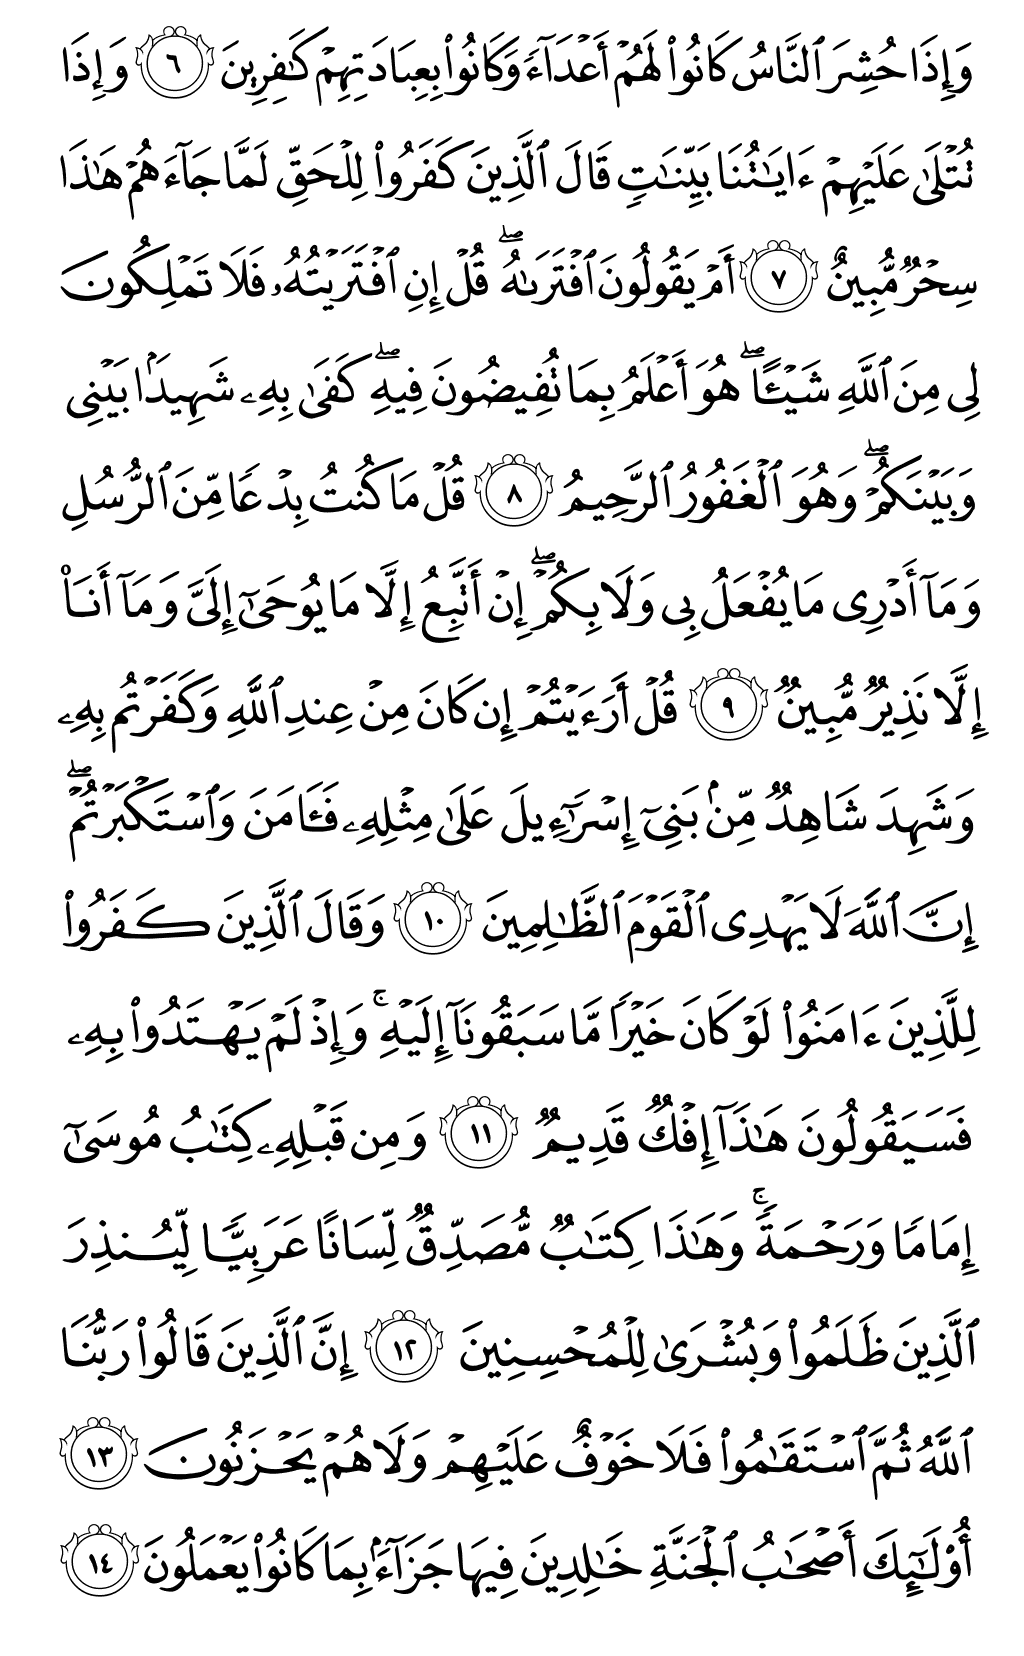 وَإِذَا حُشِرَ ٱلنَّاسُ كَانُوا۟ لَهُمْ أَعْدَآءً وَكَانُوا۟ بِعِبَادَتِهِمْ كَـٰفِرِينَ ٦ وَإِذَا
تُتْلَىٰ عَلَيْهِمْ ءَايَـٰتُنَا بَيِّنَـٰتٍ قَالَ ٱلَّذِينَ كَفَرُوا۟ لِلْحَقِّ لَمَّا جَآءَهُمْ هَـٰذَا
سِحْرٌ مُّبِينٌ ٧ أَمْ يَقُولُونَ ٱفْتَرَىٰهُ ۖ قُلْ إِنِ ٱفْتَرَيْتُهُۥ فَلَا تَمْلِكُونَ
لِى مِنَ ٱللَّهِ شَيْـًٔا ۖ هُوَ أَعْلَمُ بِمَا تُفِيضُونَ فِيهِ ۖ كَفَىٰ بِهِۦ شَهِيدًۢا بَيْنِى
وَبَيْنَكُمْ ۖ وَهُوَ ٱلْغَفُورُ ٱلرَّحِيمُ ٨ قُلْ مَا كُنتُ بِدْعًا مِّنَ ٱلرُّسُلِ
وَمَآ أَدْرِى مَا يُفْعَلُ بِى وَلَا بِكُمْ ۖ إِنْ أَتَّبِعُ إِلَّا مَا يُوحَىٰٓ إِلَىَّ وَمَآ أَنَا۠
إِلَّا نَذِيرٌ مُّبِينٌ ٩ قُلْ أَرَءَيْتُمْ إِن كَانَ مِنْ عِندِ ٱللَّهِ وَكَفَرْتُم بِهِۦ
وَشَهِدَ شَاهِدٌ مِّنۢ بَنِىٓ إِسْرَٰٓءِيلَ عَلَىٰ مِثْلِهِۦ فَـَٔامَنَ وَٱسْتَكْبَرْتُمْ ۖ
إِنَّ ٱللَّهَ لَا يَهْدِى ٱلْقَوْمَ ٱلظَّـٰلِمِينَ ١٠ وَقَالَ ٱلَّذِينَ كَفَرُوا۟
لِلَّذِينَ ءَامَنُوا۟ لَوْ كَانَ خَيْرًا مَّا سَبَقُونَآ إِلَيْهِ ۚ وَإِذْ لَمْ يَهْتَدُوا۟ بِهِۦ
فَسَيَقُولُونَ هَـٰذَآ إِفْكٌ قَدِيمٌ ١١ وَمِن قَبْلِهِۦ كِتَـٰبُ مُوسَىٰٓ
إِمَامًا وَرَحْمَةً ۚ وَهَـٰذَا كِتَـٰبٌ مُّصَدِّقٌ لِّسَانًا عَرَبِيًّا لِّيُنذِرَ
ٱلَّذِينَ ظَلَمُوا۟ وَبُشْرَىٰ لِلْمُحْسِنِينَ ١٢ إِنَّ ٱلَّذِينَ قَالُوا۟ رَبُّنَا
ٱللَّهُ ثُمَّ ٱسْتَقَـٰمُوا۟ فَلَا خَوْفٌ عَلَيْهِمْ وَلَا هُمْ يَحْزَنُونَ ١٣
أُو۟لَـٰٓئِكَ أَصْحَـٰبُ ٱلْجَنَّةِ خَـٰلِدِينَ فِيهَا جَزَآءًۢ بِمَا كَانُوا۟ يَعْمَلُونَ ١٤